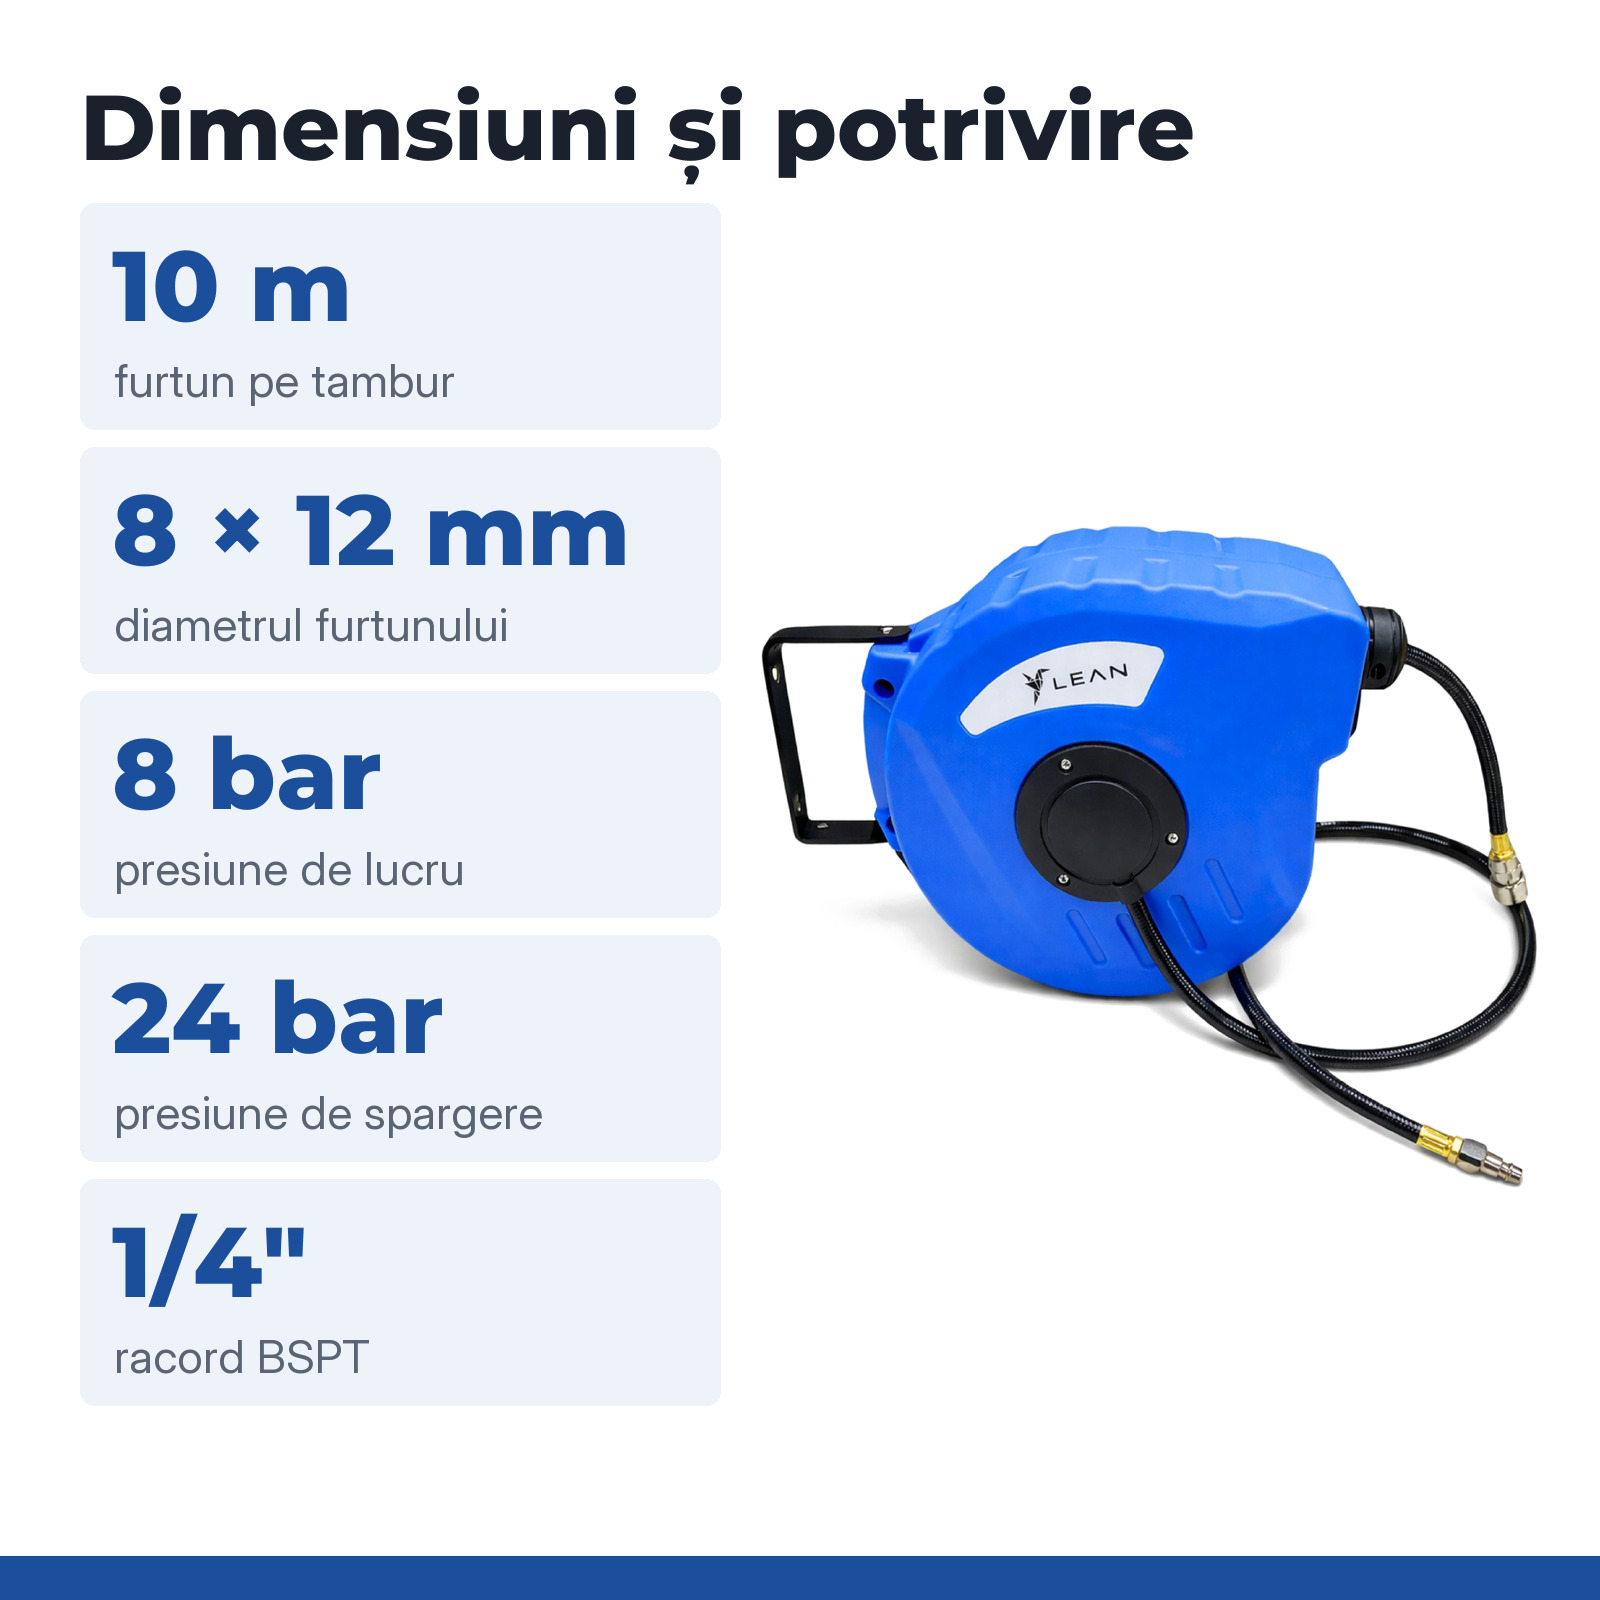 Dimensiuni și potrivire
10 m
furtun pe tambur
8 × 12 mm
diametrul furtunului
8 bar
presiune de lucru
24 bar
presiune de spargere
1/4"
racord BSPT
LEAN